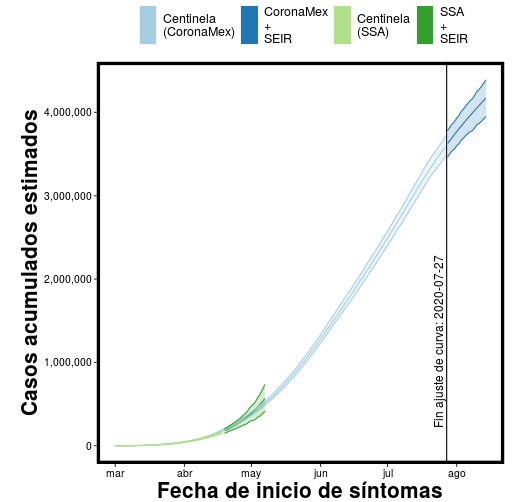 Centinela
(CoronaMex)
CoronaMex
+
SEIR
Centinela
(SSA)
SSA
+
SEIR
Casos acumulados estimados
4,000,000
3,000,000
2,000,000
1,000,000
0
Fin ajuste de curva: 2020-07-27
mar abr may jun jul ago
Fecha de inicio de síntomas